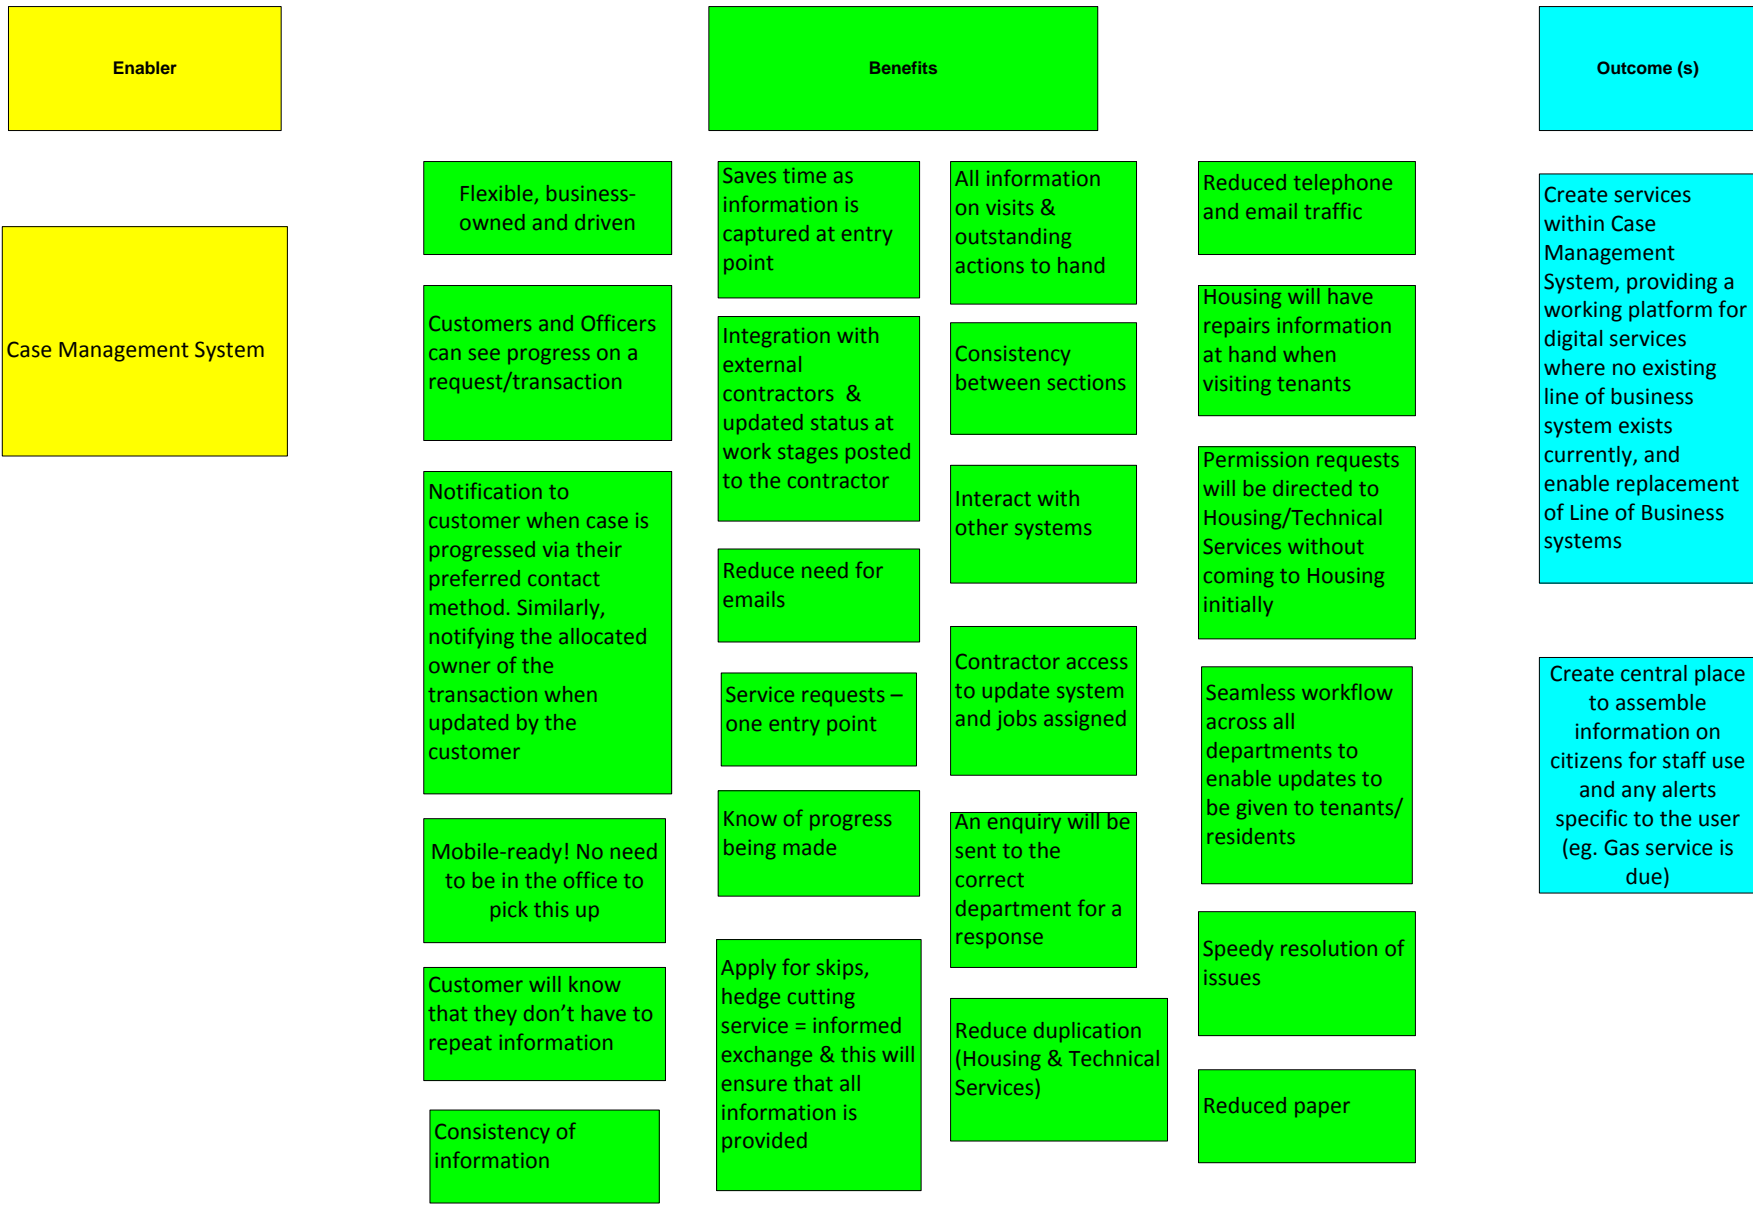 Enabler
Benefits
Outcome (s)
Case Management System
Flexible, business-
owned and driven
Customers and Officers
can see progress on a
request/transaction
Notification to
customer when case is
progressed via their
preferred contact
method. Similarly,
notifying the allocated
owner of the
transaction when
updated by the
customer
Mobile-ready! No need
to be in the office to
pick this up
Customer will know
that they don’t have to
repeat information
Consistency of
information
Saves time as
information is
captured at entry
point
Integration with
external
contractors  &
updated status at
work stages posted
to the contractor
Reduce need for
emails
Service requests –
one entry point
Know of progress
being made
Apply for skips,
hedge cutting
service = informed
exchange & this will
ensure that all
information is
provided
All information
on visits &
outstanding
actions to hand
Consistency
between sections
Interact with
other systems
Contractor access
to update system
and jobs assigned
An enquiry will be
sent to the
correct
department for a
response
Reduce duplication
(Housing & Technical
Services)
Reduced telephone
and email traffic
Housing will have
repairs information
at hand when
visiting tenants
Permission requests
will be directed to
Housing/Technical
Services without
coming to Housing
initially
Seamless workflow
across all
departments to
enable updates to
be given to tenants/
residents
Speedy resolution of
issues
Reduced paper
Create services
within Case
Management
System, providing a
working platform for
digital services
where no existing
line of business
system exists
currently, and
enable replacement
of Line of Business
systems
Create central place
to assemble
information on
citizens for staff use
and any alerts
specific to the user
(eg. Gas service is
due)